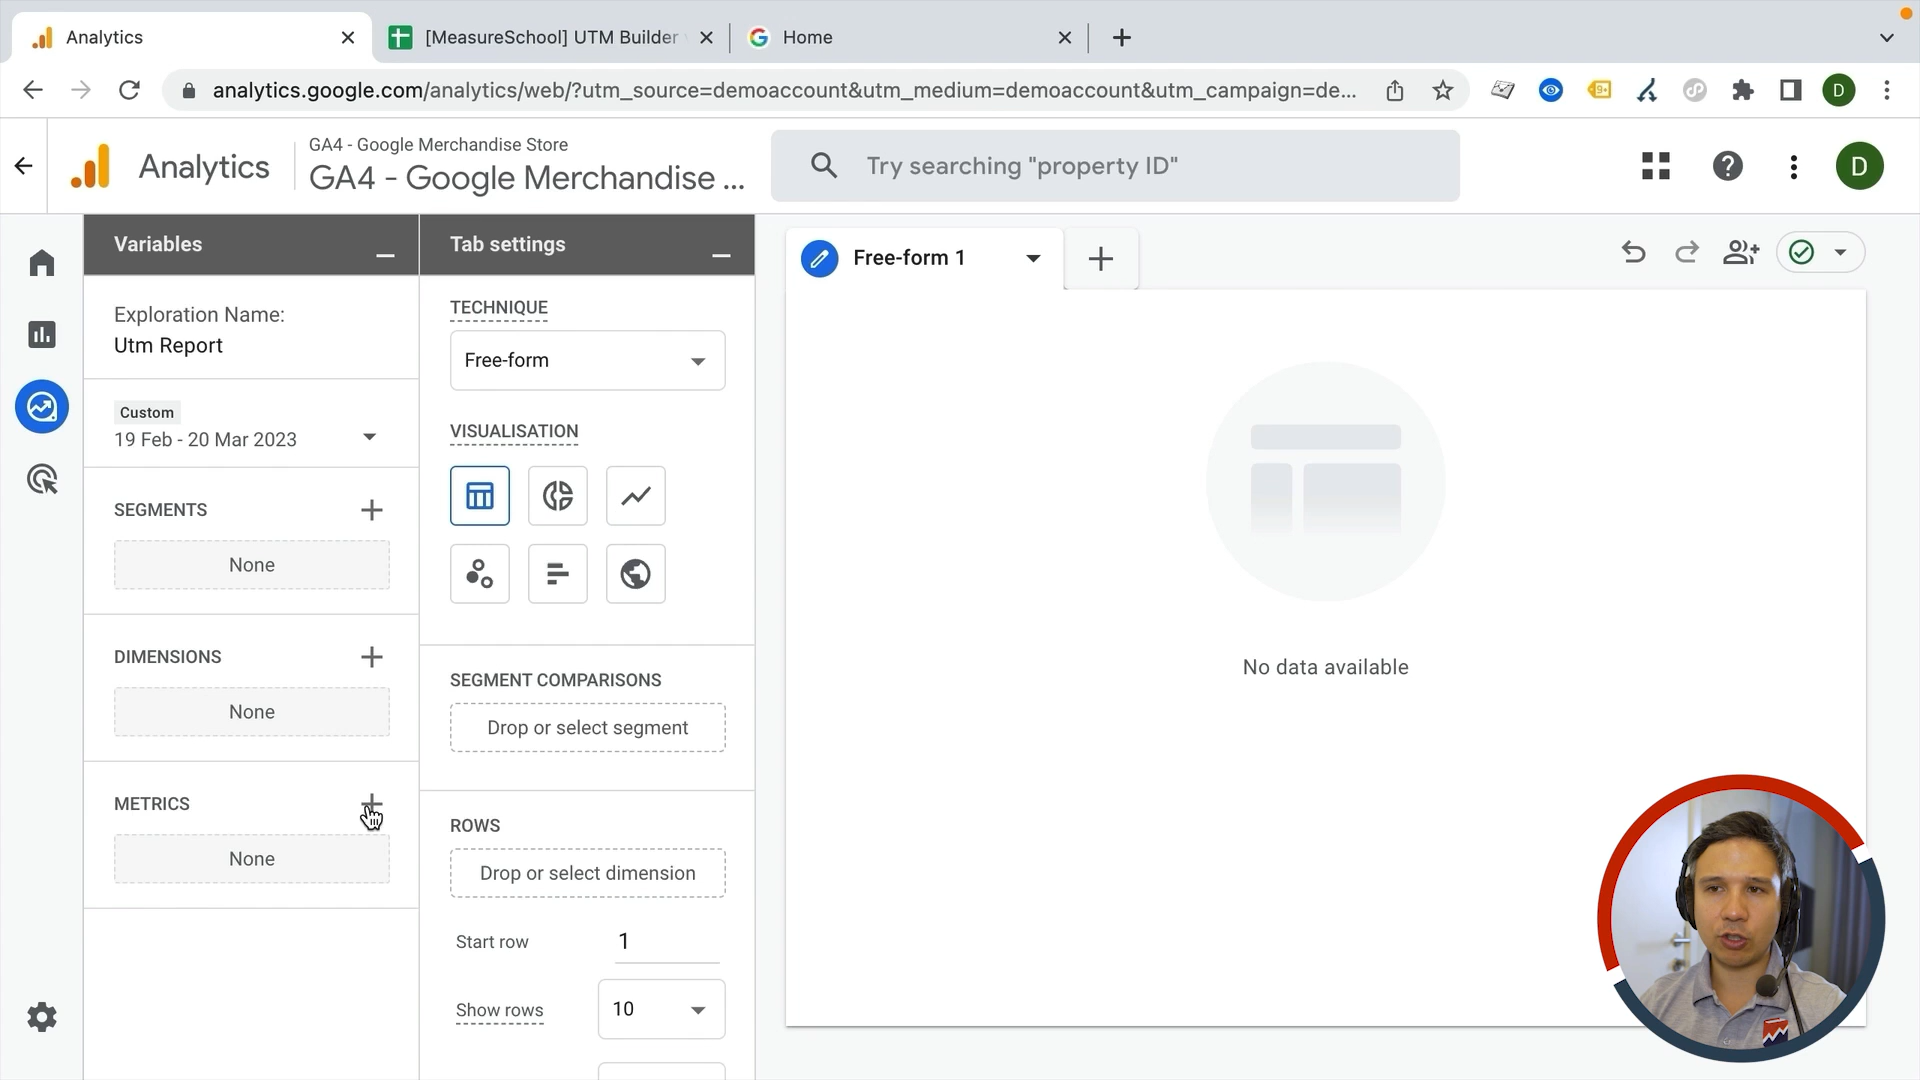 Analytics
[MeasureSchool] UTM Builder
Home
analytics.google.com/analytics/web/?utm_source=demoaccount&utm_medium=demoaccount&utm_campaign=de...
9+
D
Analytics
GA4 - Google Merchandise Store
GA4 - Google Merchandise ...
Try searching "property ID"
D
Variables
Tab settings
Free-form 1
Exploration Name:
Utm Report
Custom
19 Feb - 20 Mar 2023
SEGMENTS
None
DIMENSIONS
None
METRICS
None
TECHNIQUE
Free-form
VISUALISATION
SEGMENT COMPARISONS
Drop or select segment
ROWS
Drop or select dimension
Start row 1
Show rows 10
No data available